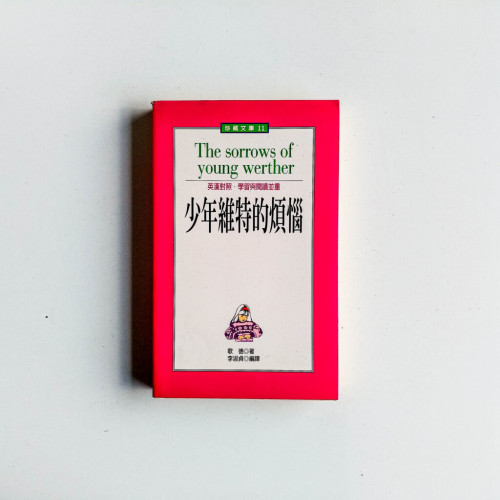 珍藏文庫 11
The sorrows of
young werther
英漢對照·學習與閱讀並重
少年維特的煩惱
歌 德◎著
李淑貞◎編譯